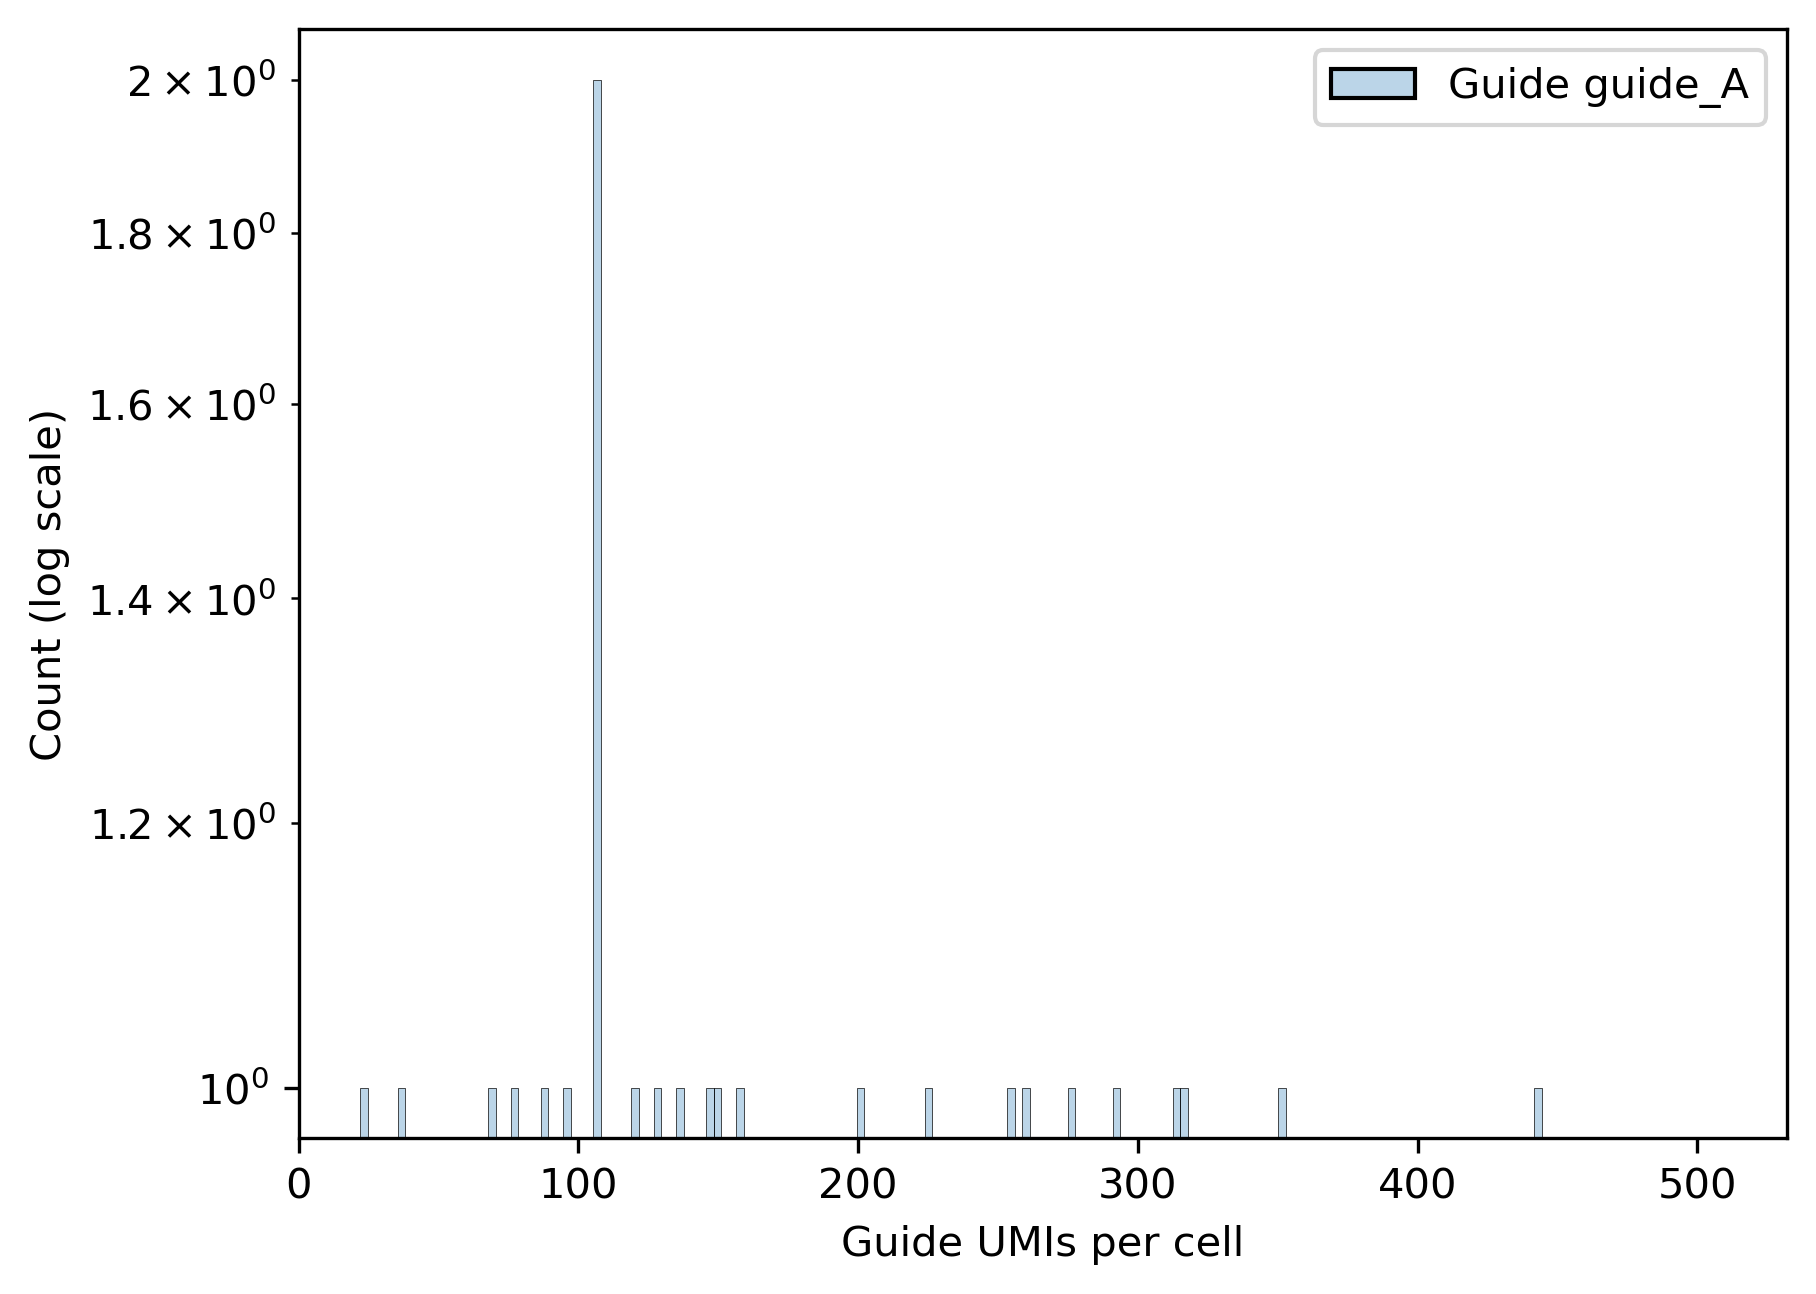 Guide guide_A
2 × 10⁰
1.8 × 10⁰
1.6 × 10⁰
1.4 × 10⁰
1.2 × 10⁰
10⁰
Count (log scale)
0 100 200 300 400 500
Guide UMIs per cell